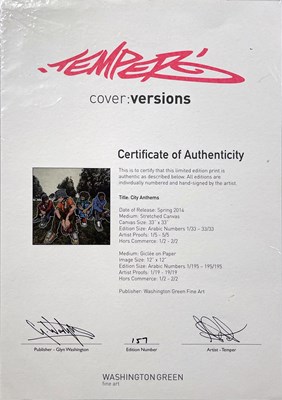 TEMPER
cover:versions
Certificate of Authenticity
This is to certify that this limited edition print is
authentic as described below. All editions are
individually numbered and hand-signed by the artist.
Title: City Anthems
Date of Release: Spring 2014
Medium: Stretched Canvas
Canvas Size: 33" x 33"
Edition Size: Arabic Numbers 1/33 - 33/33
Artist Proofs: 1/5 - 5/5
Hors Commerce: 1/2 - 2/2
Medium: Giclée on Paper
Image Size: 12" x 12"
Edition Size: Arabic Numbers 1/195 - 195/195
Artist Proofs: 1/19 - 19/19
Hors Commerce: 1/2 - 2/2
Publisher: Washington Green Fine Art
157
Publisher - Glyn Washington Edition Number Artist - Temper
WASHINGTON GREEN
fine art